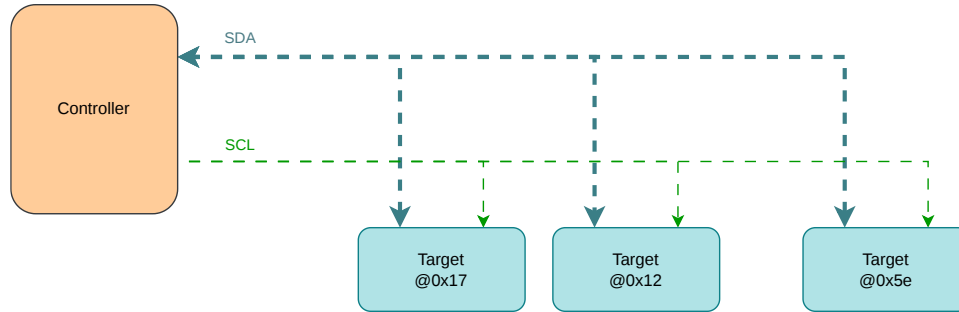 SDA
Controller
SCL
Target
@0x17
Target
@0x12
Target
@0x5e